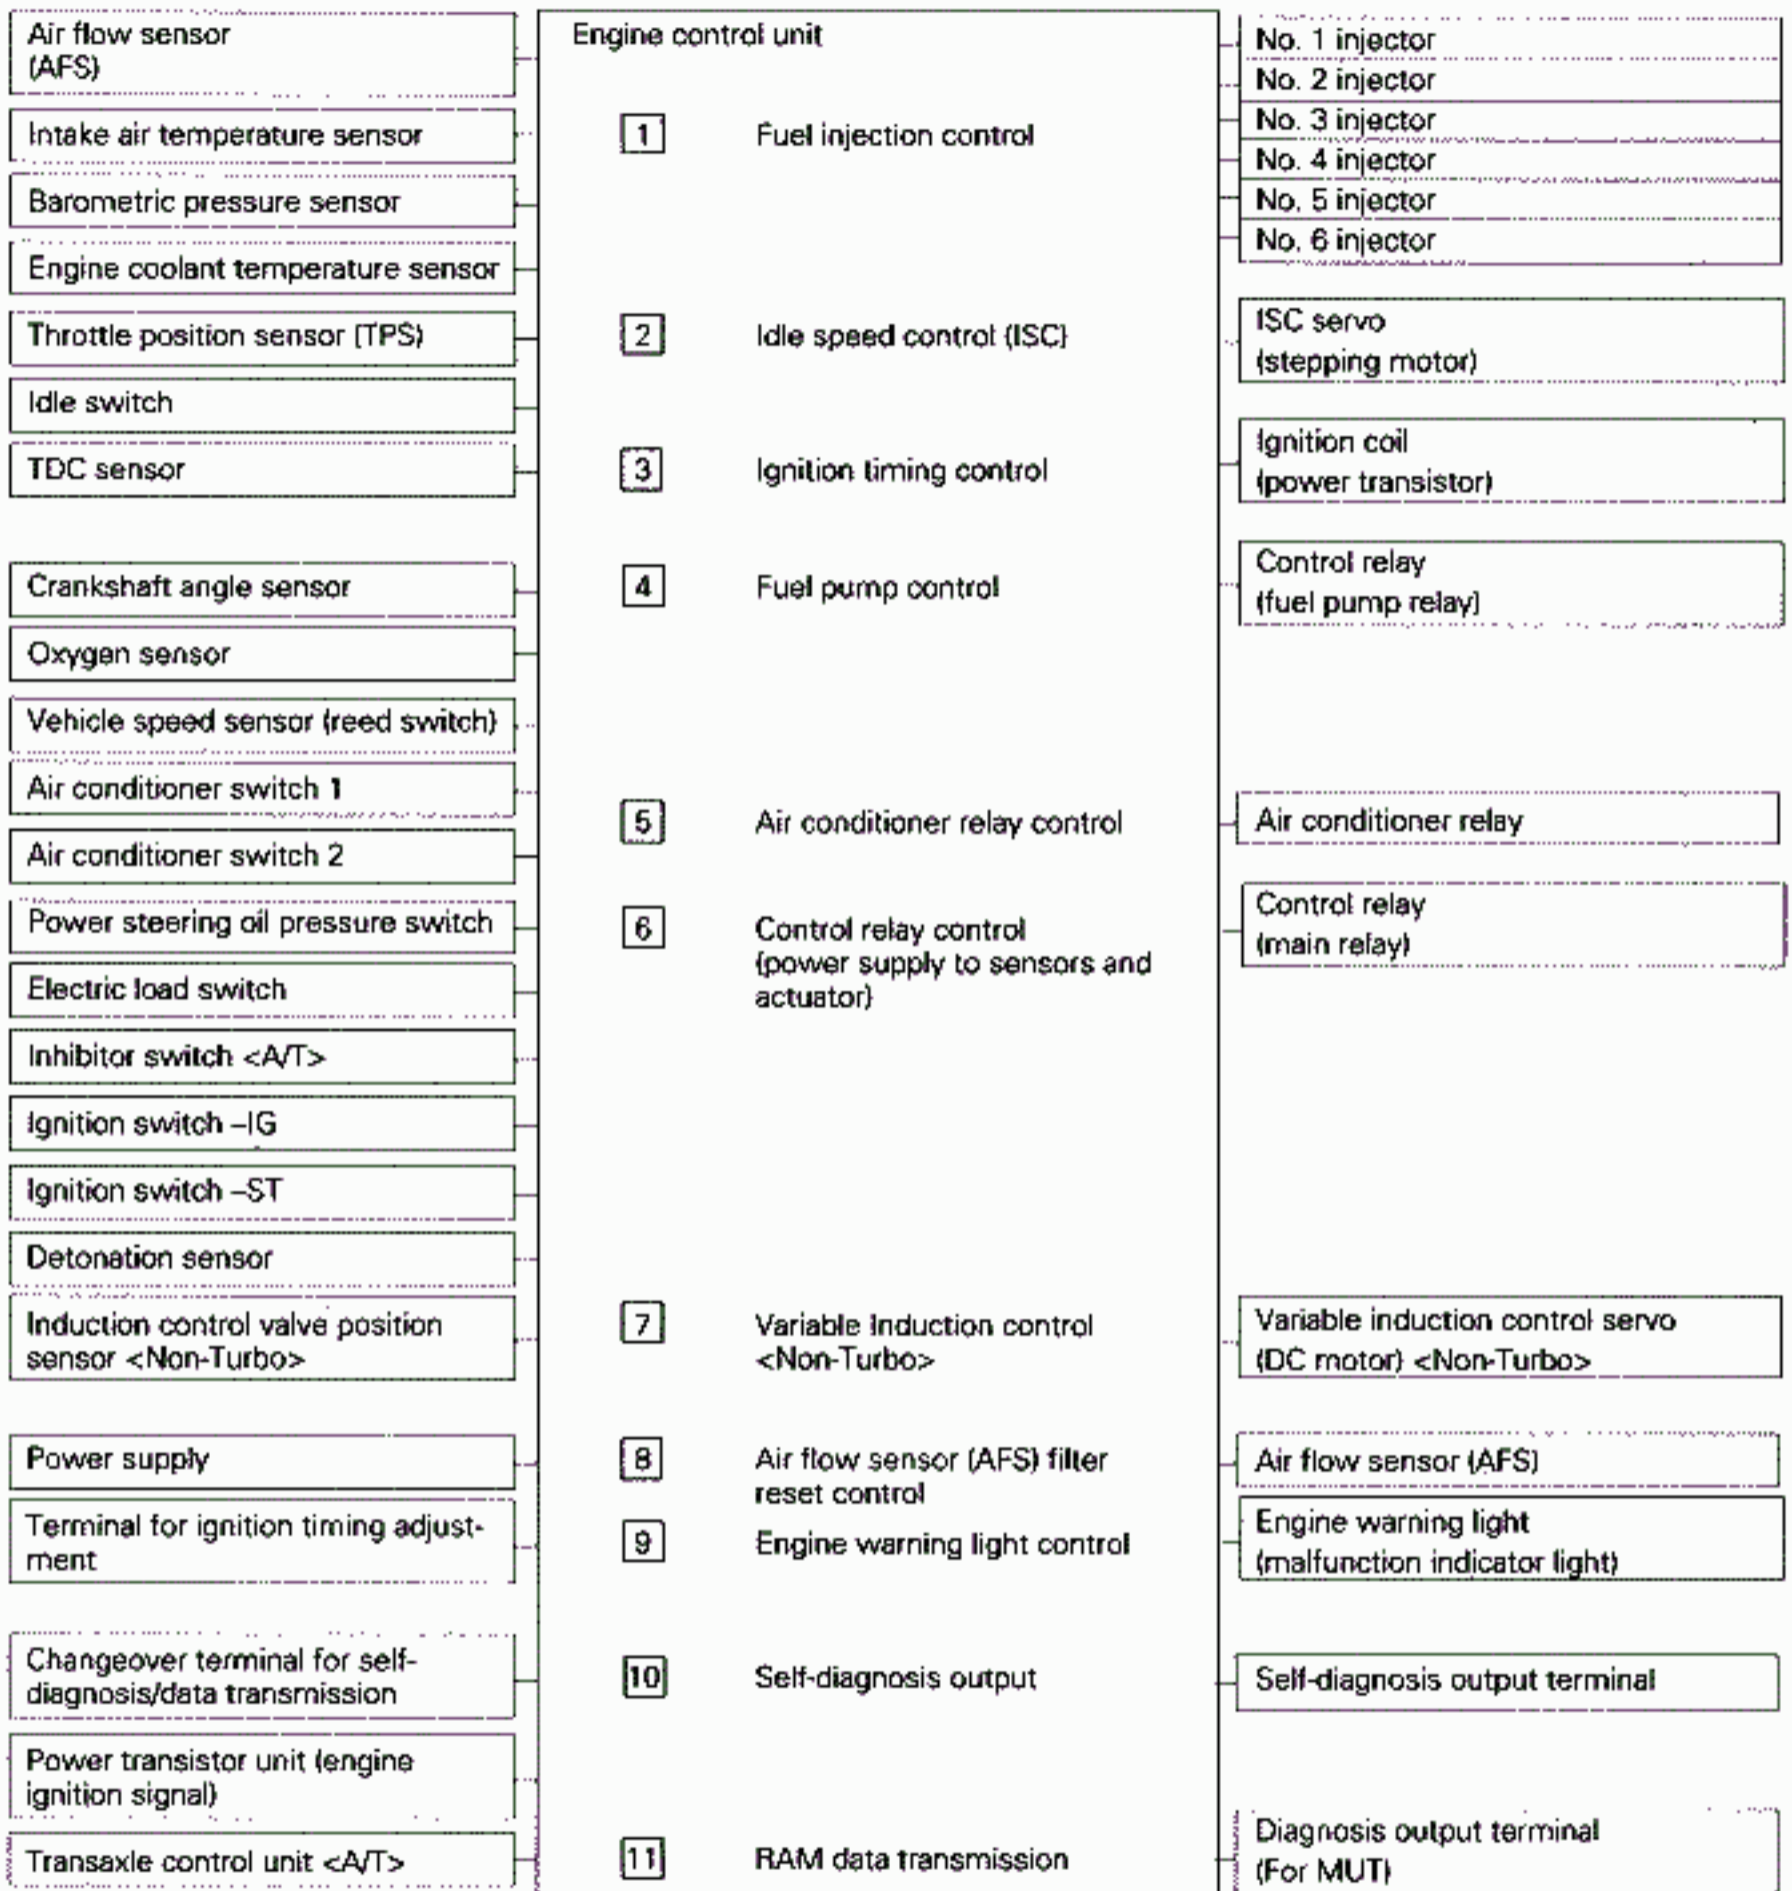 Air flow sensor
(AFS)
Intake air temperature sensor
Barometric pressure sensor
Engine coolant temperature sensor
Throttle position sensor (TPS)
Idle switch
TDC sensor
Crankshaft angle sensor
Oxygen sensor
Vehicle speed sensor (reed switch)
Air conditioner switch 1
Air conditioner switch 2
Power steering oil pressure switch
Electric load switch
Inhibitor switch <A/T>
Ignition switch –IG
Ignition switch –ST
Detonation sensor
Induction control valve position
sensor <Non-Turbo>
Power supply
Terminal for ignition timing adjust-
ment
Changeover terminal for self-
diagnosis/data transmission
Power transistor unit (engine
ignition signal)
Transaxle control unit <A/T>
Engine control unit
1 Fuel injection control
2 Idle speed control (ISC)
3 Ignition timing control
4 Fuel pump control
5 Air conditioner relay control
6 Control relay control
(power supply to sensors and
actuator)
7 Variable Induction control
<Non-Turbo>
8 Air flow sensor (AFS) filter
reset control
9 Engine warning light control
10 Self-diagnosis output
11 RAM data transmission
No. 1 injector
No. 2 injector
No. 3 injector
No. 4 injector
No. 5 injector
No. 6 injector
ISC servo
(stepping motor)
Ignition coil
(power transistor)
Control relay
(fuel pump relay)
Air conditioner relay
Control relay
(main relay)
Variable induction control servo
(DC motor) <Non-Turbo>
Air flow sensor (AFS)
Engine warning light
(malfunction indicator light)
Self-diagnosis output terminal
Diagnosis output terminal
(For MUT)